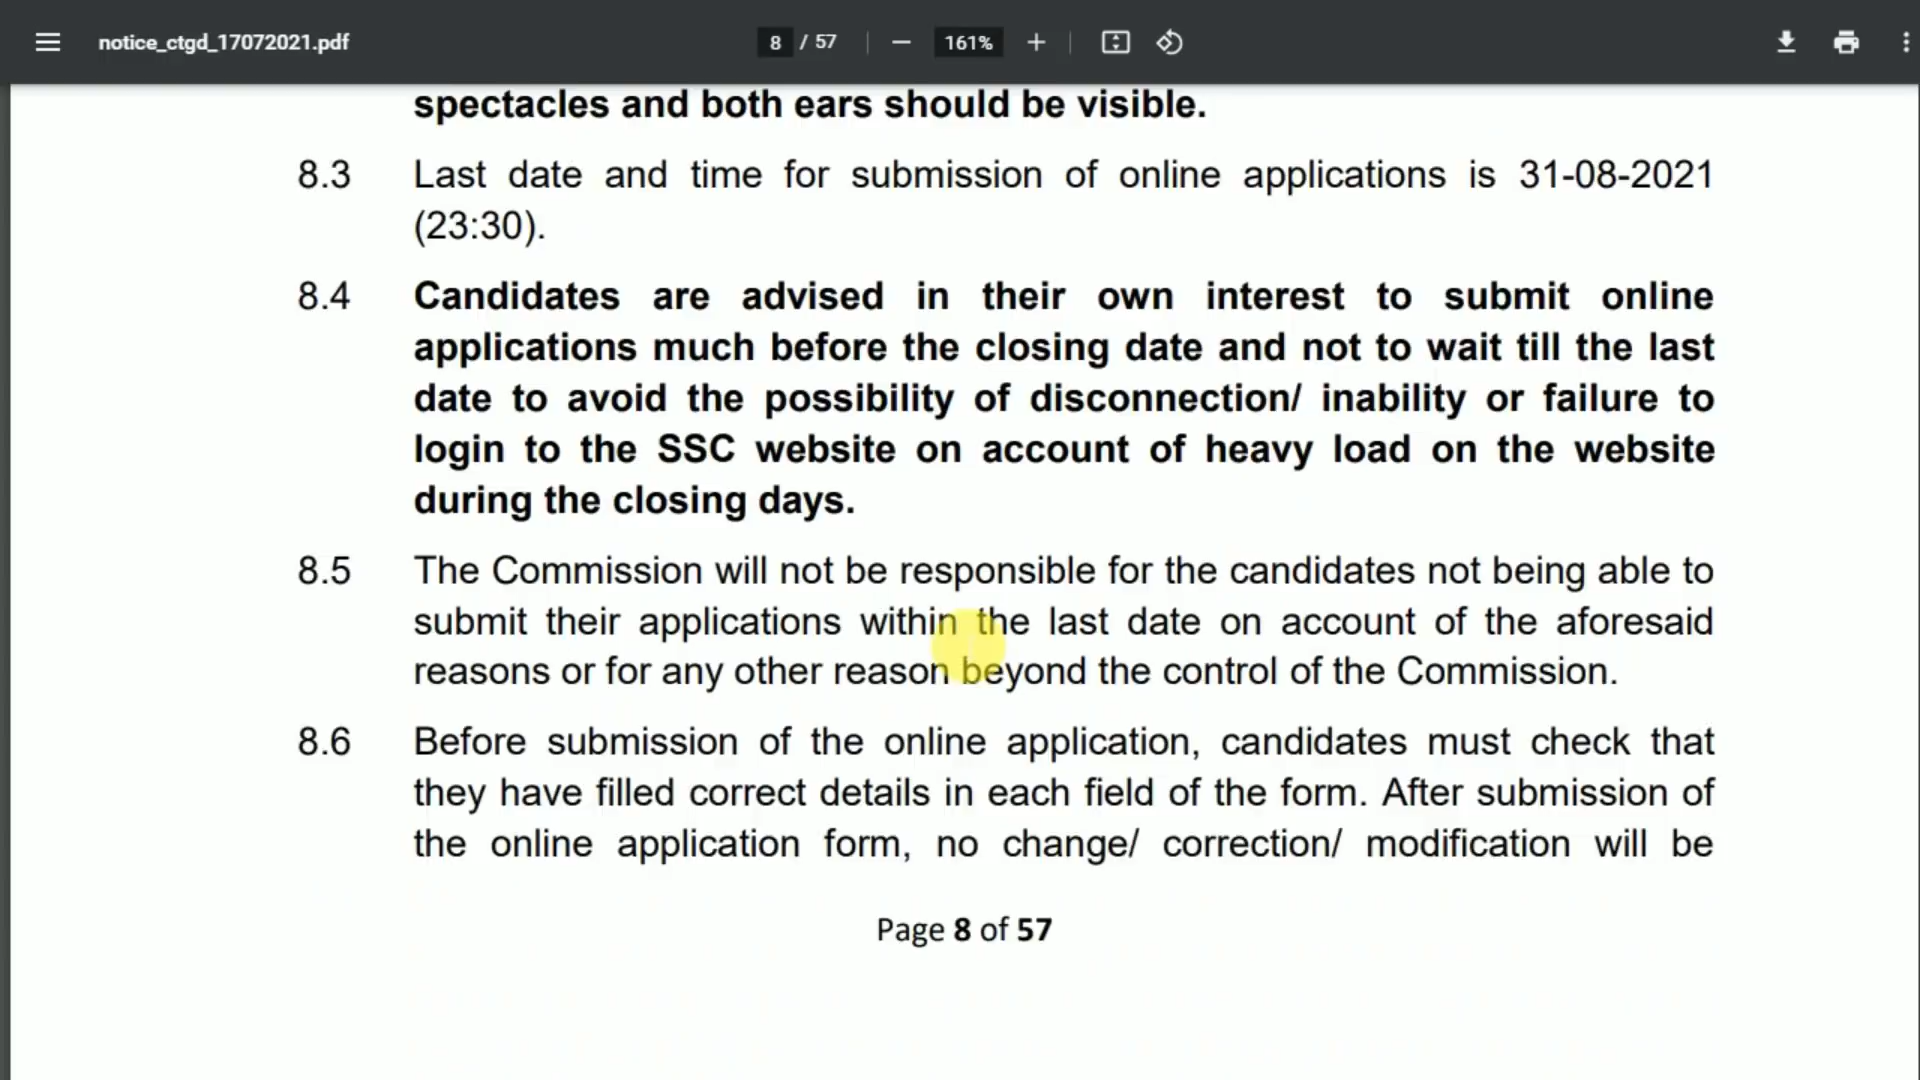 notice_ctgd_17072021.pdf
8 / 57
161%
spectacles and both ears should be visible.
8.3 Last date and time for submission of online applications is 31-08-2021
(23:30).
8.4 Candidates are advised in their own interest to submit online
applications much before the closing date and not to wait till the last
date to avoid the possibility of disconnection/ inability or failure to
login to the SSC website on account of heavy load on the website
during the closing days.
8.5 The Commission will not be responsible for the candidates not being able to
submit their applications within the last date on account of the aforesaid
reasons or for any other reason beyond the control of the Commission.
8.6 Before submission of the online application, candidates must check that
they have filled correct details in each field of the form. After submission of
the online application form, no change/ correction/ modification will be
Page 8 of 57